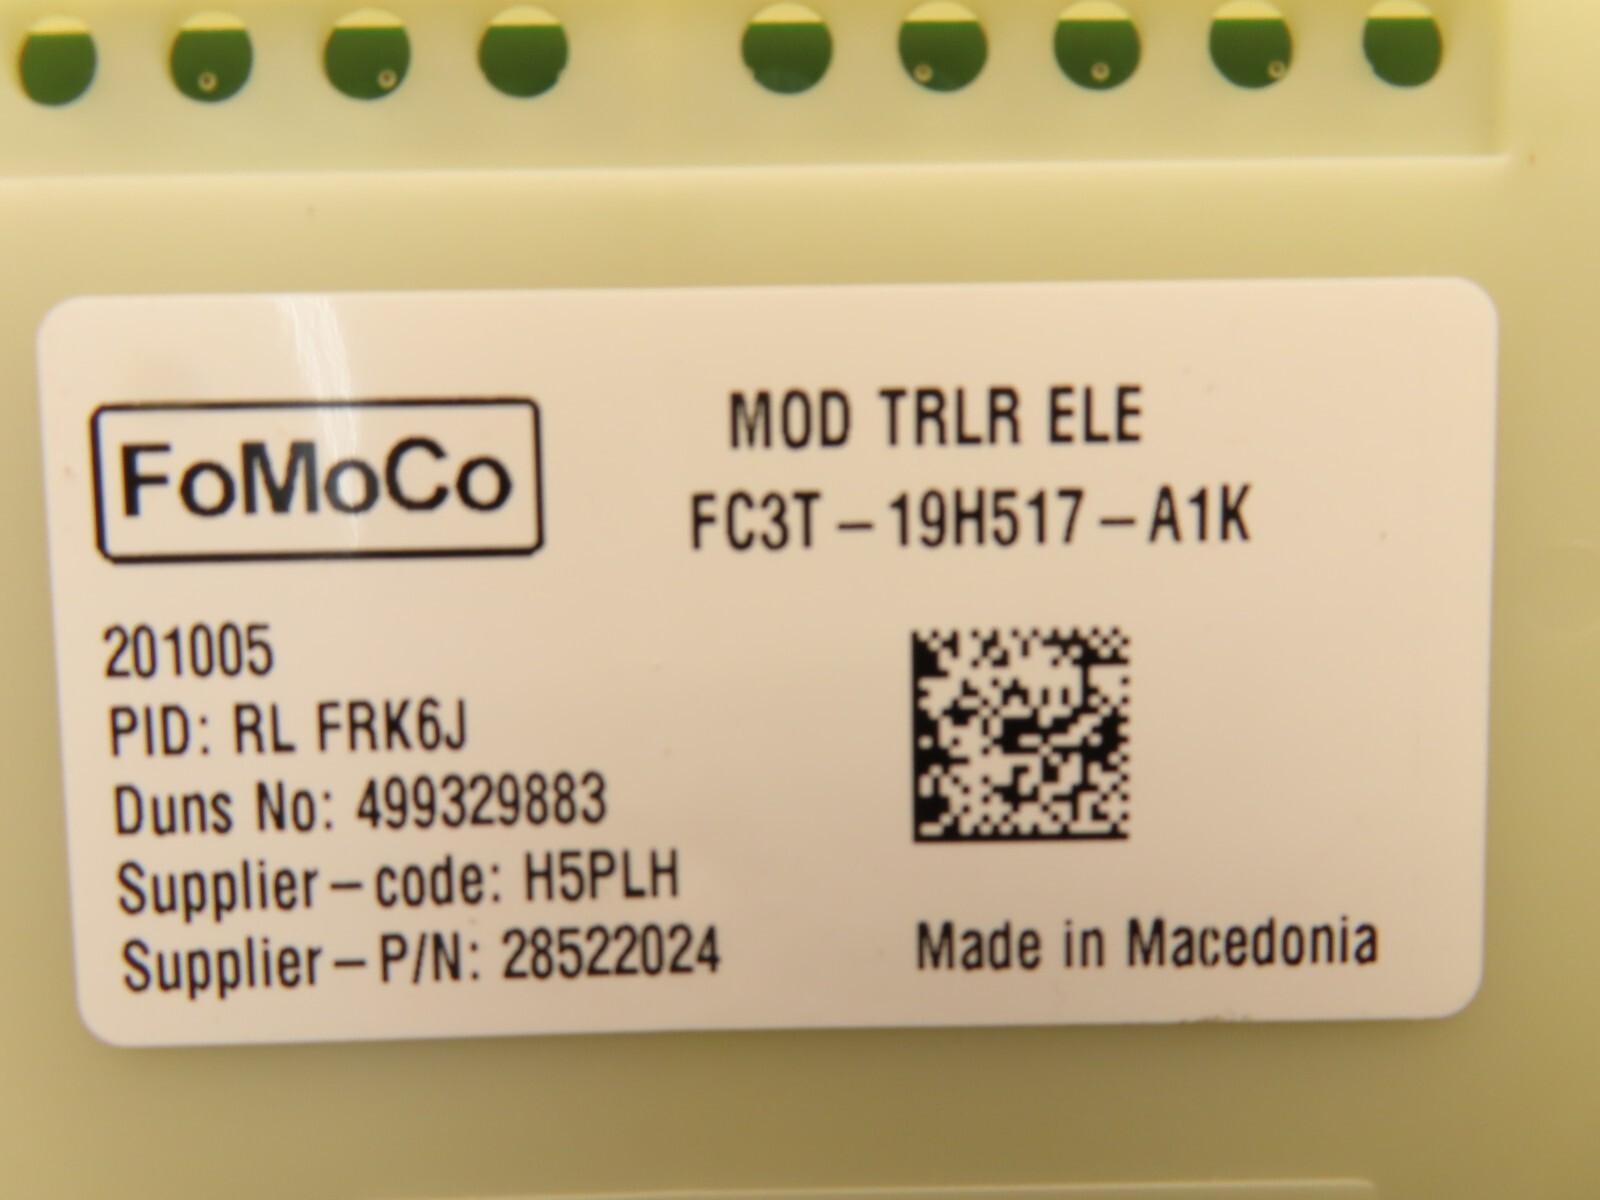 FoMoCo
MOD TRLR ELE
FC3T-19H517-A1K
201005
PID: RL FRK6J
Duns No: 499329883
Supplier-code: H5PLH
Supplier-P/N: 28522024
Made in Macedonia